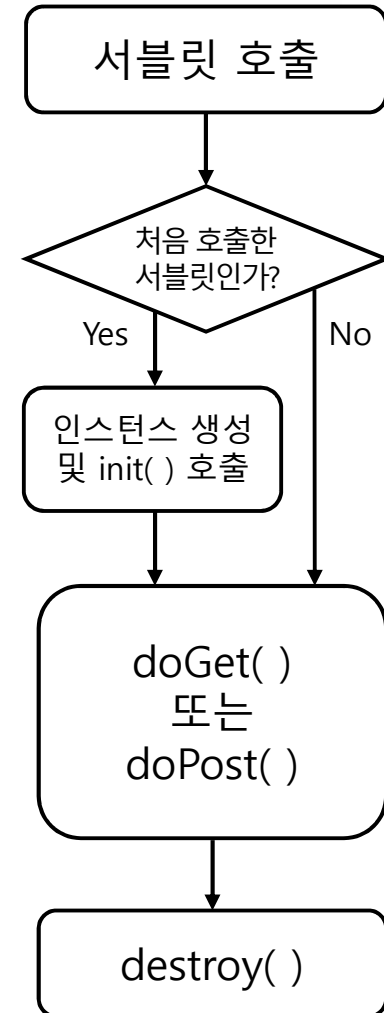 서블릿 호출
처음 호출한
서블릿인가?
Yes
No
인스턴스 생성
및 init( ) 호출
doGet( )
또는
doPost( )
destroy( )